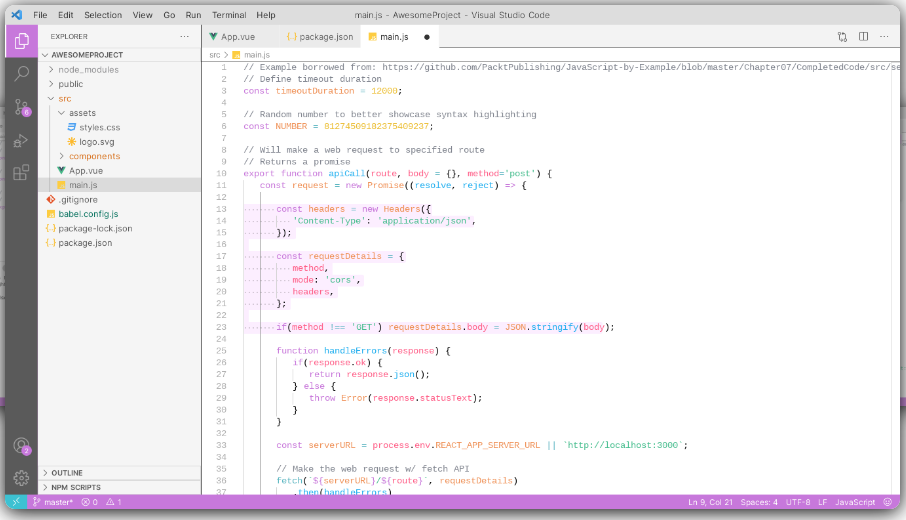 File Edit Selection View Go Run Terminal Help
main.js - AwesomeProject - Visual Studio Code
EXPLORER
AWESOMEPROJECT
node_modules
public
src
assets
styles.css
logo.svg
components
App.vue
main.js
.gitignore
babel.config.js
package-lock.json
package.json
OUTLINE
NPM SCRIPTS
6
2
App.vue
package.json
main.js
src > main.js
1 // Example borrowed from: https://github.com/PacktPublishing/JavaScript-by-Example/blob/master/Chapter07/CompletedCode/src/se
2 // Define timeout duration
3 const timeoutDuration = 12000;
4
5 // Random number to better showcase syntax highlighting
6 const NUMBER = 81274509182375409237;
7
8 // Will make a web request to specified route
9 // Returns a promise
10 export function apiCall(route, body = {}, method='post') {
11 const request = new Promise((resolve, reject) => {
12
13 const headers = new Headers({
14 'Content-Type': 'application/json',
15 });
16
17 const requestDetails = {
18 method,
19 mode: 'cors',
20 headers,
21 };
22
23 if(method !== 'GET') requestDetails.body = JSON.stringify(body);
24
25 function handleErrors(response) {
26 if(response.ok) {
27 return response.json();
28 } else {
29 throw Error(response.statusText);
30 }
31 }
32
33 const serverURL = process.env.REACT_APP_SERVER_URL || `http://localhost:3000`;
34
35 // Make the web request w/ fetch API
36 fetch(`${serverURL}/${route}`, requestDetails)
37 .then(handleErrors)
master* 0 1
Ln 9, Col 21 Spaces: 4 UTF-8 LF JavaScript